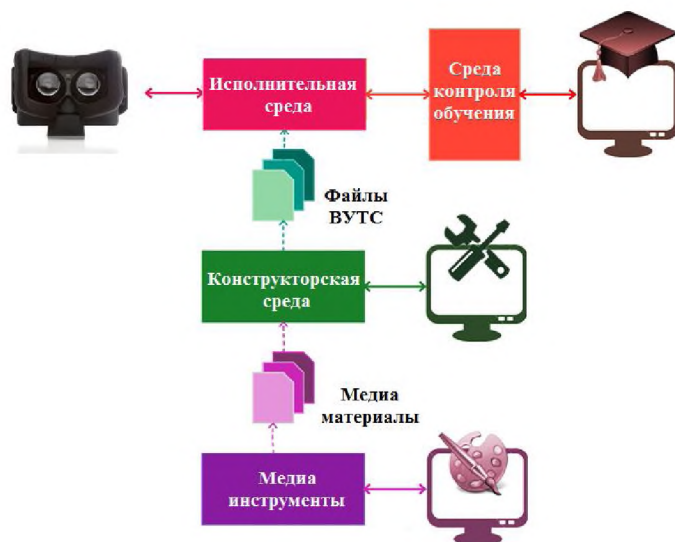 Исполнительная
среда
Среда
контроля
обучения
Файлы
ВУТС
Конструкторская
среда
Медиа
материалы
Медиа
инструменты